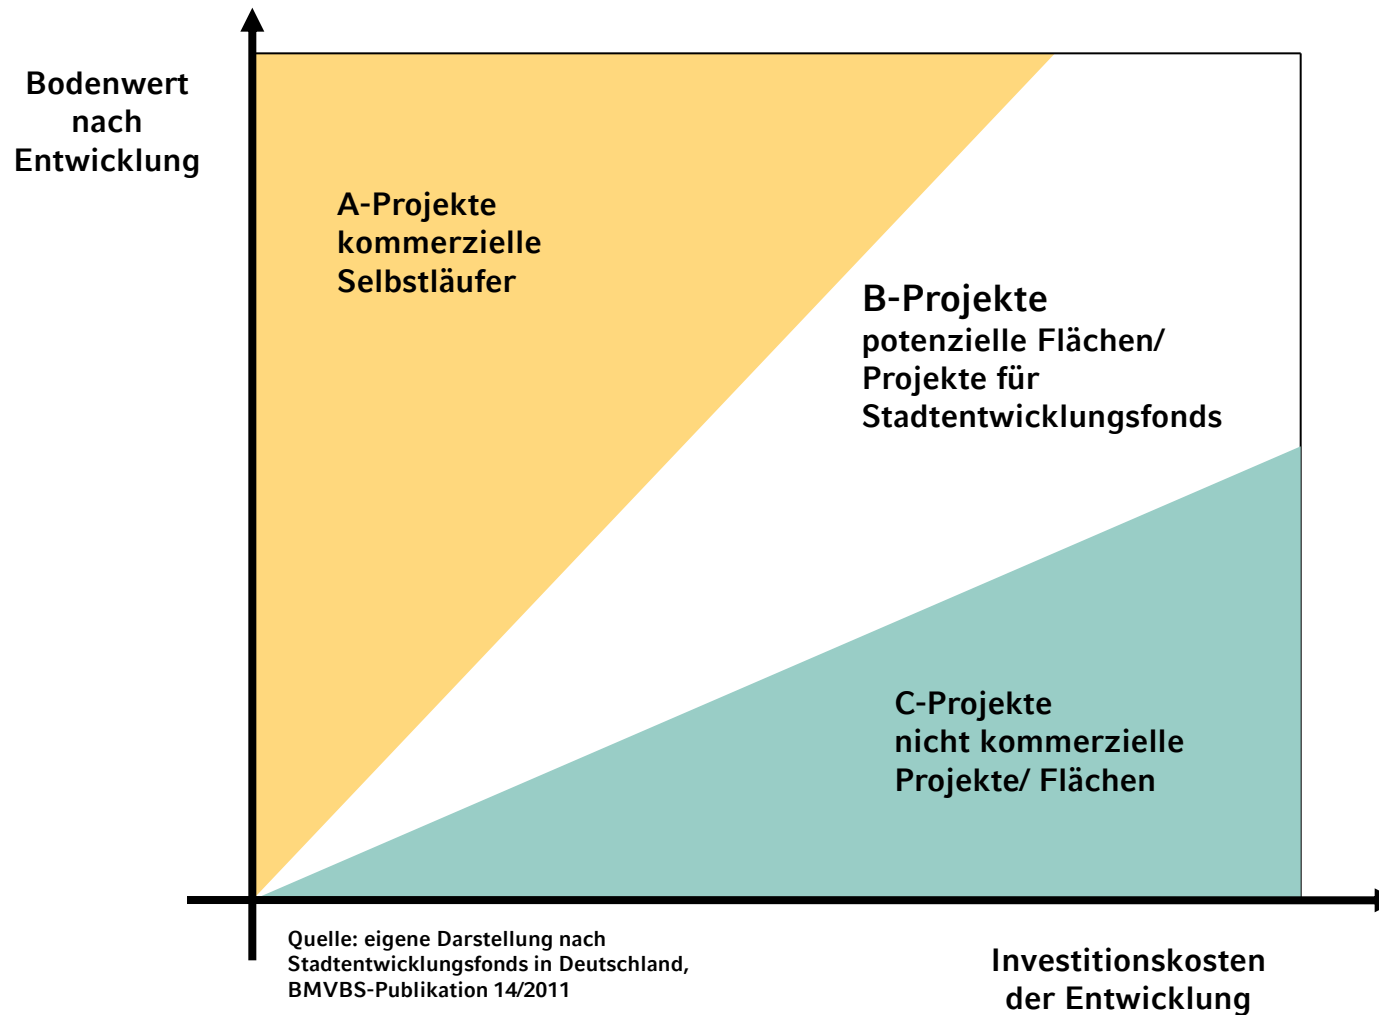 Bodenwert
nach
Entwicklung
A-Projekte
kommerzielle
Selbstläufer
B-Projekte
potenzielle Flächen/
Projekte für
Stadtentwicklungsfonds
C-Projekte
nicht kommerzielle
Projekte/ Flächen
Quelle: eigene Darstellung nach
Stadtentwicklungsfonds in Deutschland,
BMVBS-Publikation 14/2011
Investitionskosten
der Entwicklung